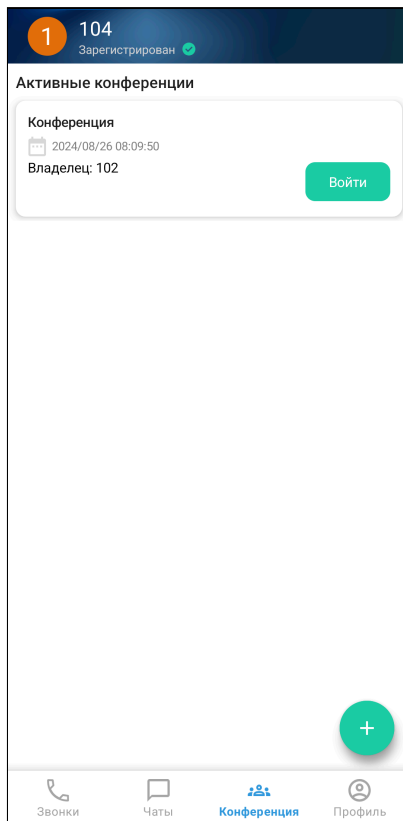 1
104
Зарегистрирован
Активные конференции
Конференция
2024/08/26 08:09:50
Владелец: 102
Войти
+
Звонки
Чаты
Конференция
Профиль